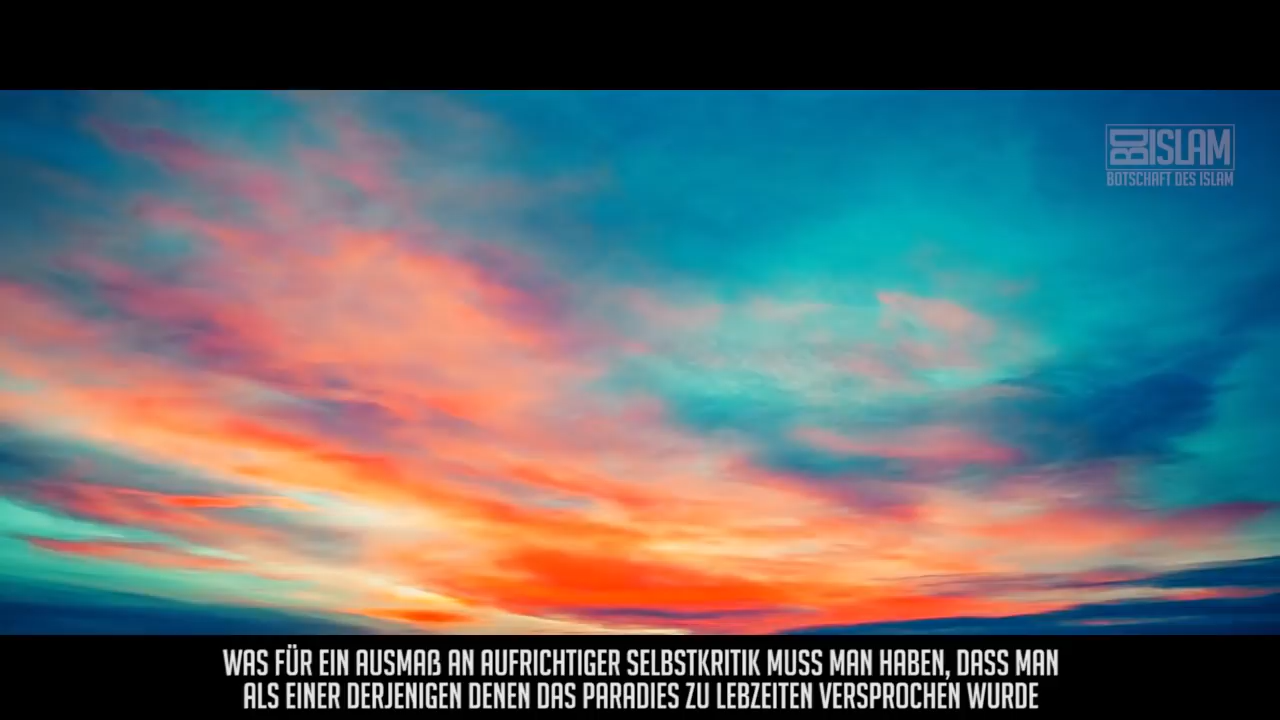 BDISLAM
BOTSCHAFT DES ISLAM
WAS FÜR EIN AUSMAß AN AUFRICHTIGER SELBSTKRITIK MUSS MAN HABEN, DASS MAN
ALS EINER DERJENIGEN DENEN DAS PARADIES ZU LEBZEITEN VERSPROCHEN WURDE